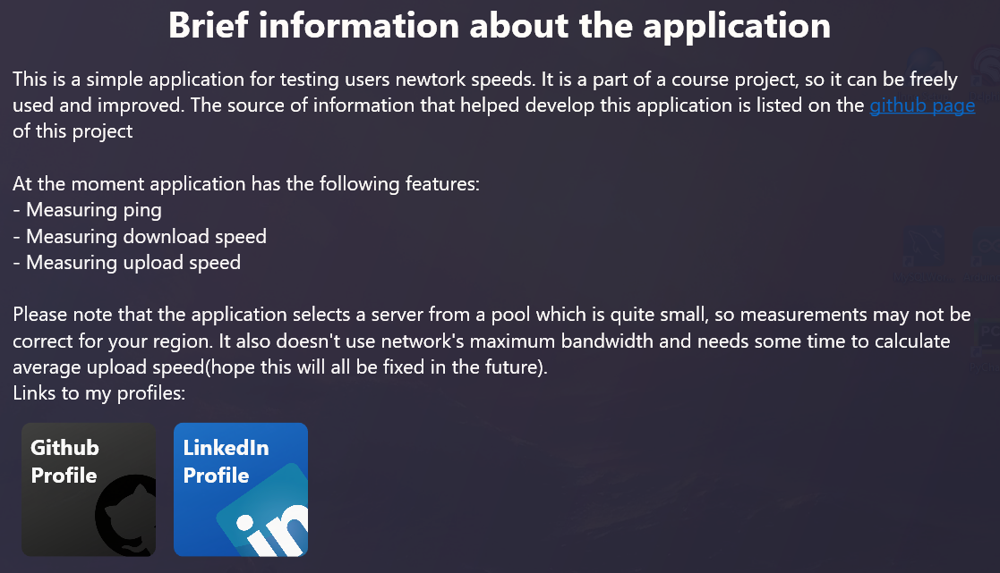 Brief information about the application
This is a simple application for testing users newtork speeds. It is a part of a course project, so it can be freely
used and improved. The source of information that helped develop this application is listed on the github page
of this project
At the moment application has the following features:
- Measuring ping
- Measuring download speed
- Measuring upload speed
Please note that the application selects a server from a pool which is quite small, so measurements may not be
correct for your region. It also doesn't use network's maximum bandwidth and needs some time to calculate
average upload speed(hope this will all be fixed in the future).
Links to my profiles:
Github
Profile
LinkedIn
Profile
in